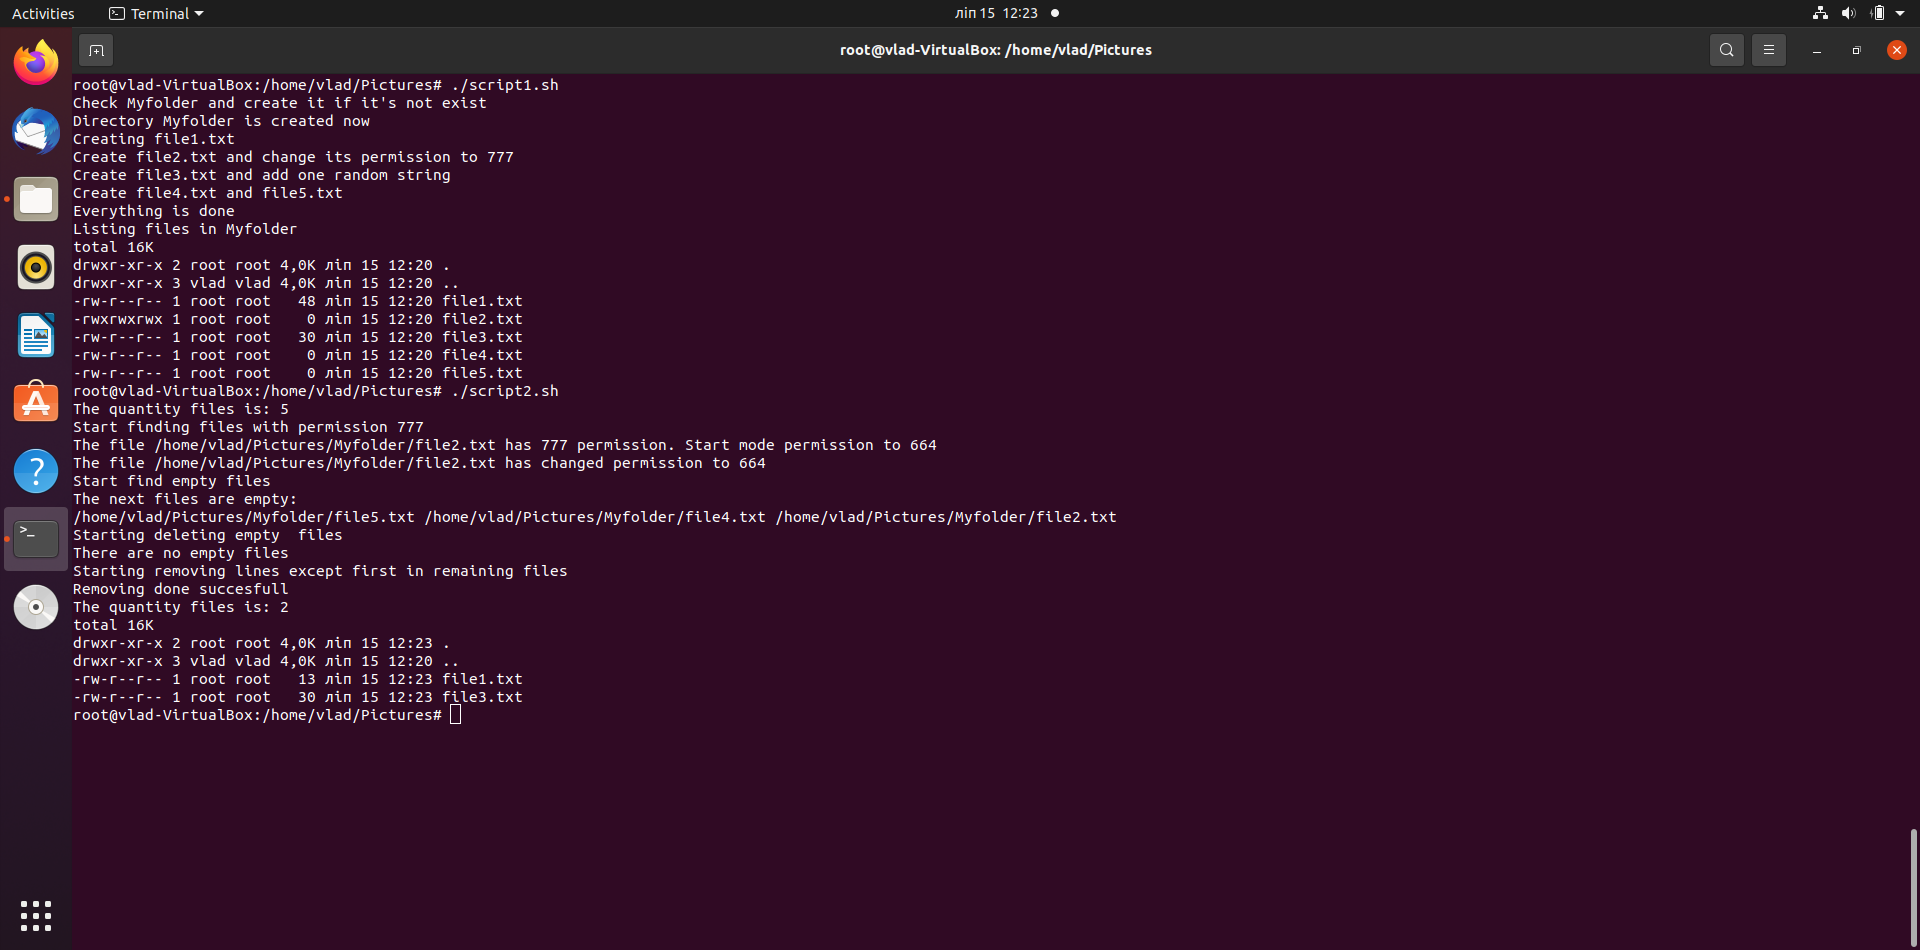 Activities Terminal ліп 15 12:23
root@vlad-VirtualBox: /home/vlad/Pictures
root@vlad-VirtualBox:/home/vlad/Pictures# ./script1.sh
Check Myfolder and create it if it's not exist
Directory Myfolder is created now
Creating file1.txt
Create file2.txt and change its permission to 777
Create file3.txt and add one random string
Create file4.txt and file5.txt
Everything is done
Listing files in Myfolder
total 16K
drwxr-xr-x 2 root root 4,0K ліп 15 12:20 .
drwxr-xr-x 3 vlad vlad 4,0K ліп 15 12:20 ..
-rw-r--r-- 1 root root   48 ліп 15 12:20 file1.txt
-rwxrwxrwx 1 root root    0 ліп 15 12:20 file2.txt
-rw-r--r-- 1 root root   30 ліп 15 12:20 file3.txt
-rw-r--r-- 1 root root    0 ліп 15 12:20 file4.txt
-rw-r--r-- 1 root root    0 ліп 15 12:20 file5.txt
root@vlad-VirtualBox:/home/vlad/Pictures# ./script2.sh
The quantity files is: 5
Start finding files with permission 777
The file /home/vlad/Pictures/Myfolder/file2.txt has 777 permission. Start mode permission to 664
The file /home/vlad/Pictures/Myfolder/file2.txt has changed permission to 664
Start find empty files
The next files are empty:
/home/vlad/Pictures/Myfolder/file5.txt /home/vlad/Pictures/Myfolder/file4.txt /home/vlad/Pictures/Myfolder/file2.txt
Starting deleting empty  files
There are no empty files
Starting removing lines except first in remaining files
Removing done succesfull
The quantity files is: 2
total 16K
drwxr-xr-x 2 root root 4,0K ліп 15 12:23 .
drwxr-xr-x 3 vlad vlad 4,0K ліп 15 12:20 ..
-rw-r--r-- 1 root root   13 ліп 15 12:23 file1.txt
-rw-r--r-- 1 root root   30 ліп 15 12:23 file3.txt
root@vlad-VirtualBox:/home/vlad/Pictures#